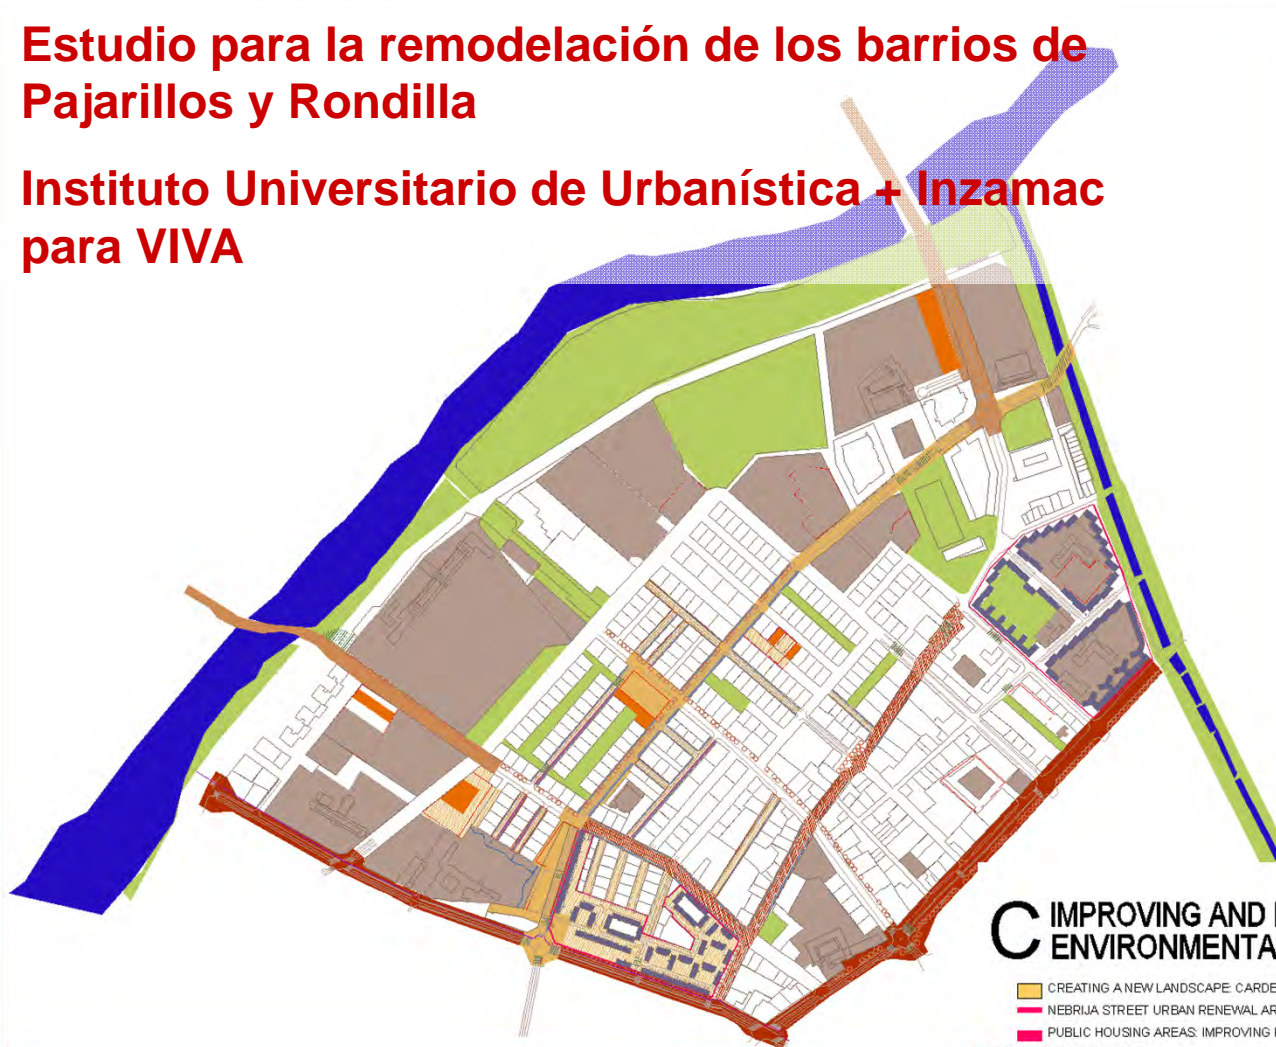 Estudio para la remodelación de los barrios de
Pajarillos y Rondilla
Instituto Universitario de Urbanística + Inzamac
para VIVA
C IMPROVING AND
ENVIRONMENTA
CREATING A NEW LANDSCAPE: CARDE
NEBRIJA STREET URBAN RENEWAL AR
PUBLIC HOUSING AREAS: IMPROVING